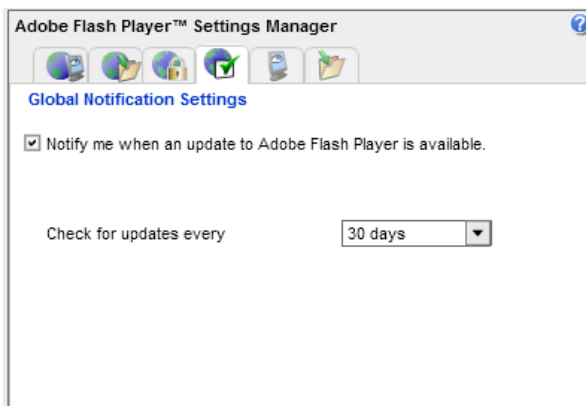 Adobe Flash Player™ Settings Manager
?
Global Notification Settings
Notify me when an update to Adobe Flash Player is available.
Check for updates every
30 days